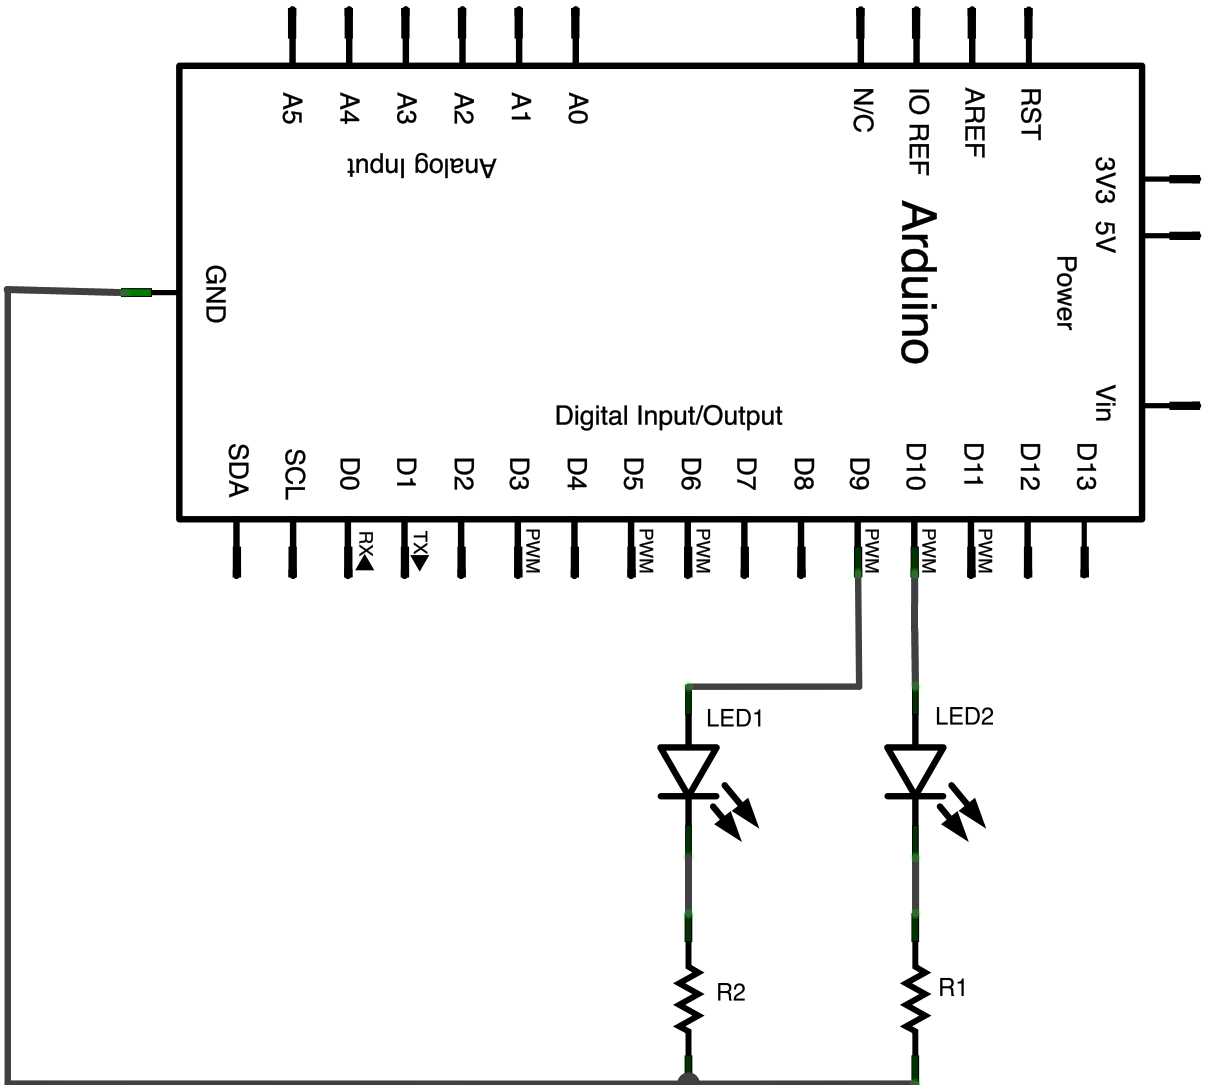 A5
A4
A3
A2
A1
A0
N/C
IO REF
AREF
RST
Analog Input
3V3
5V
Arduino
Power
GND
Vin
Digital Input/Output
SDA
SCL
D0
D1
D2
D3
D4
D5
D6
D7
D8
D9
D10
D11
D12
D13
RX
TX
PWM
PWM
PWM
PWM
PWM
PWM
LED1
LED2
R2
R1